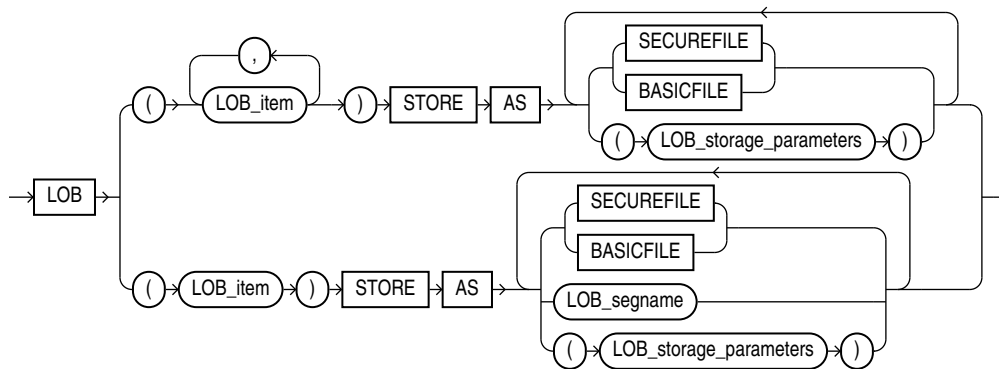 SECUREFILE
,
BASICFILE
( LOB_item ) STORE AS
( LOB_storage_parameters )
LOB
SECUREFILE
BASICFILE
( LOB_item ) STORE AS
LOB_segname
( LOB_storage_parameters )